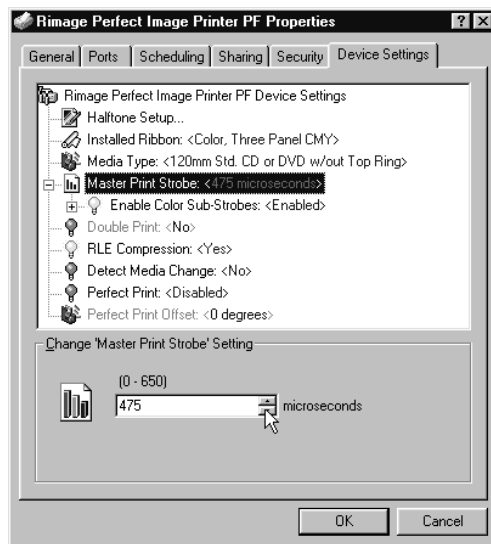 Rimage Perfect Image Printer PF Properties
General Ports Scheduling Sharing Security Device Settings
Rimage Perfect Image Printer PF Device Settings
Halftone Setup...
Installed Ribbon: <Color, Three Panel CMY>
Media Type: <120mm Std. CD or DVD w/out Top Ring>
Master Print Strobe: <475 microseconds>
Enable Color Sub-Strobes: <Enabled>
Double Print: <No>
RLE Compression: <Yes>
Detect Media Change: <No>
Perfect Print: <Disabled>
Perfect Print Offset: <0 degrees>
Change 'Master Print Strobe' Setting
(0 - 650)
475 microseconds
OK Cancel